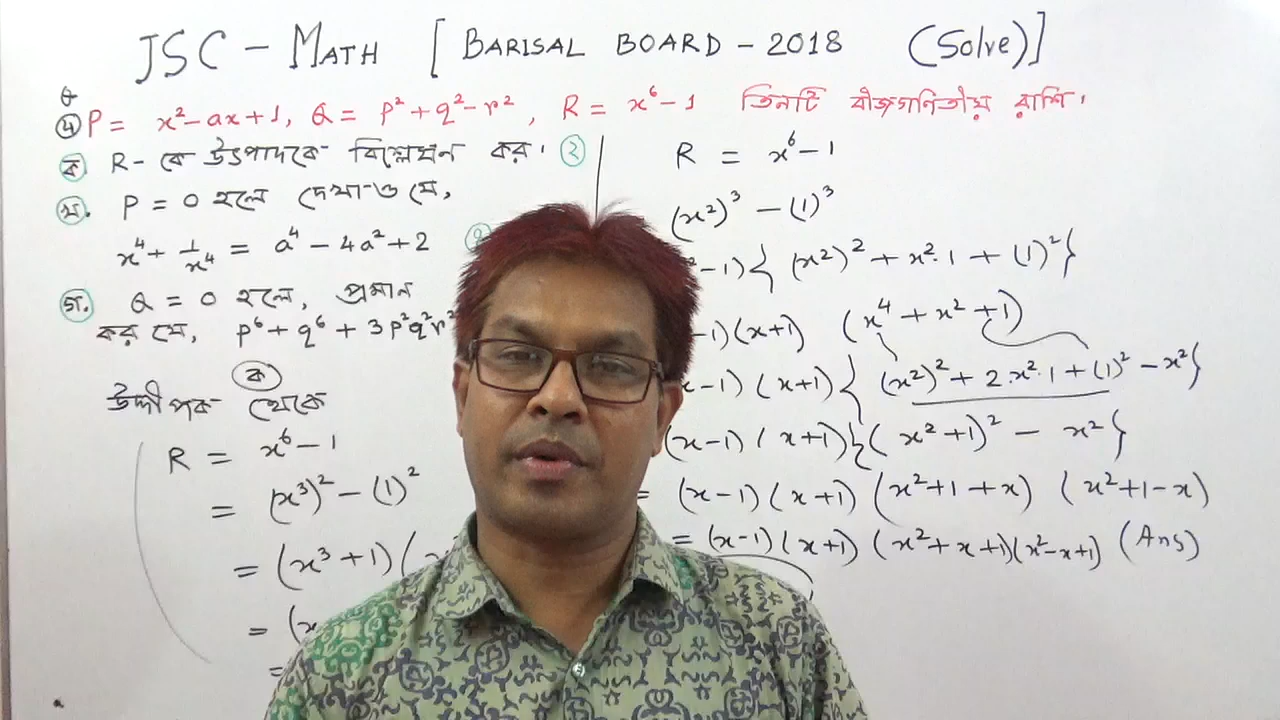 JSC - MATH [BARISAL BOARD - 2018 (Solve)]
প্র
④ P = x² - ax + 1, Q = p² + q² - r², R = x⁶ - 1 তিনটি বীজগনিতীয় রাশি।
ক. R - কে উৎপাদকে বিশ্লেষন কর। ২
খ. P = 0 হলে দেখাও যে,
x⁴ + 1/x⁴ = a⁴ - 4a² + 2
গ. Q = 0 হলে, প্রমান
কর যে, p⁶ + q⁶ + 3p²q²r²
ক
উদ্দীপক থেকে
R = x⁶ - 1
= (x³)² - (1)²
= (x³ + 1)(
= (x
=
R = x⁶ - 1
(x²)³ - (1)³
-1){(x²)² + x².1 + (1)²}
-1)(x+1) (x⁴ + x² + 1)
x-1)(x+1){(x²)² + 2.x².1 + (1)² - x²}
(x-1)(x+1){(x²+1)² - x²}
= (x-1)(x+1)(x²+1+x)(x²+1-x)
= (x-1)(x+1)(x²+x+1)(x²-x+1) (Ans)